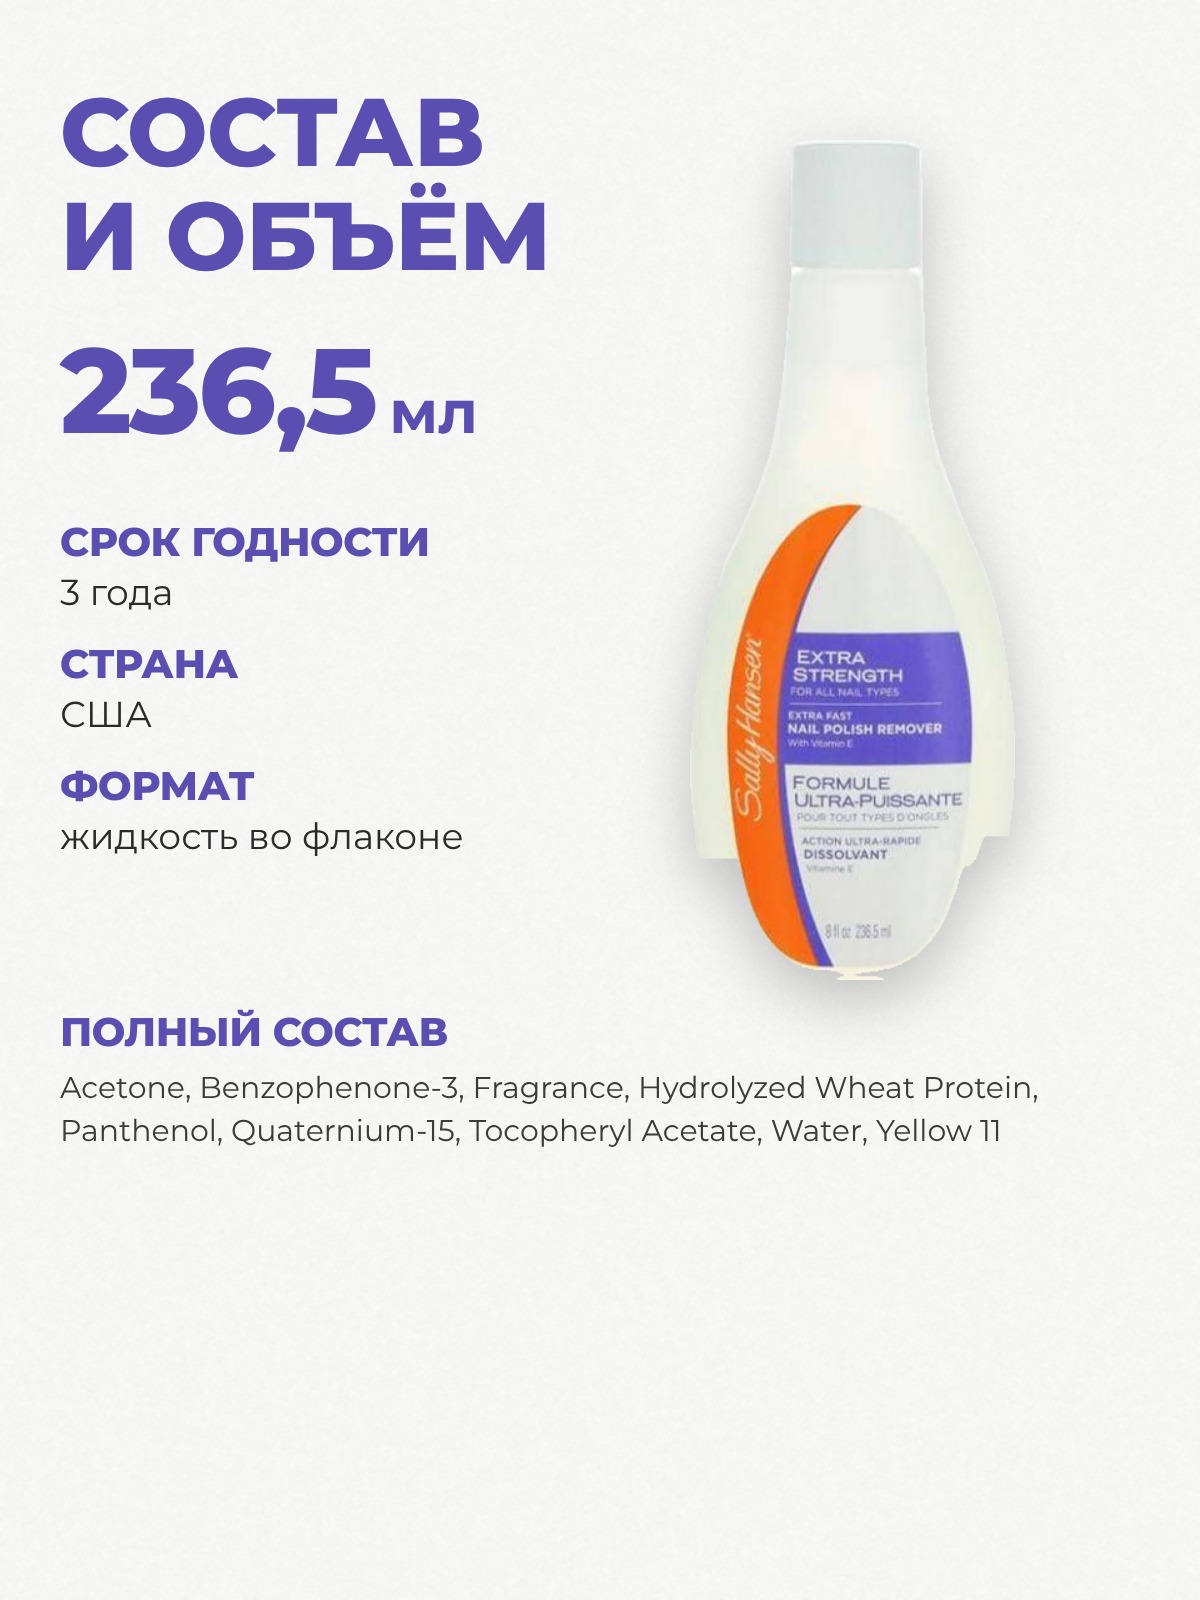 СОСТАВ
И ОБЪЁМ
236,5 мл
СРОК ГОДНОСТИ
3 года
СТРАНА
США
ФОРМАТ
жидкость во флаконе
Sally Hansen
EXTRA
STRENGTH
FOR ALL NAIL TYPES
EXTRA FAST
NAIL POLISH REMOVER
With Vitamin E
FORMULE
ULTRA-PUISSANTE
POUR TOUT TYPES D'ONGLES
ACTION ULTRA-RAPIDE
DISSOLVANT
Vitamine E
8 fl oz 236.5 ml
ПОЛНЫЙ СОСТАВ
Acetone, Benzophenone-3, Fragrance, Hydrolyzed Wheat Protein,
Panthenol, Quaternium-15, Tocopheryl Acetate, Water, Yellow 11